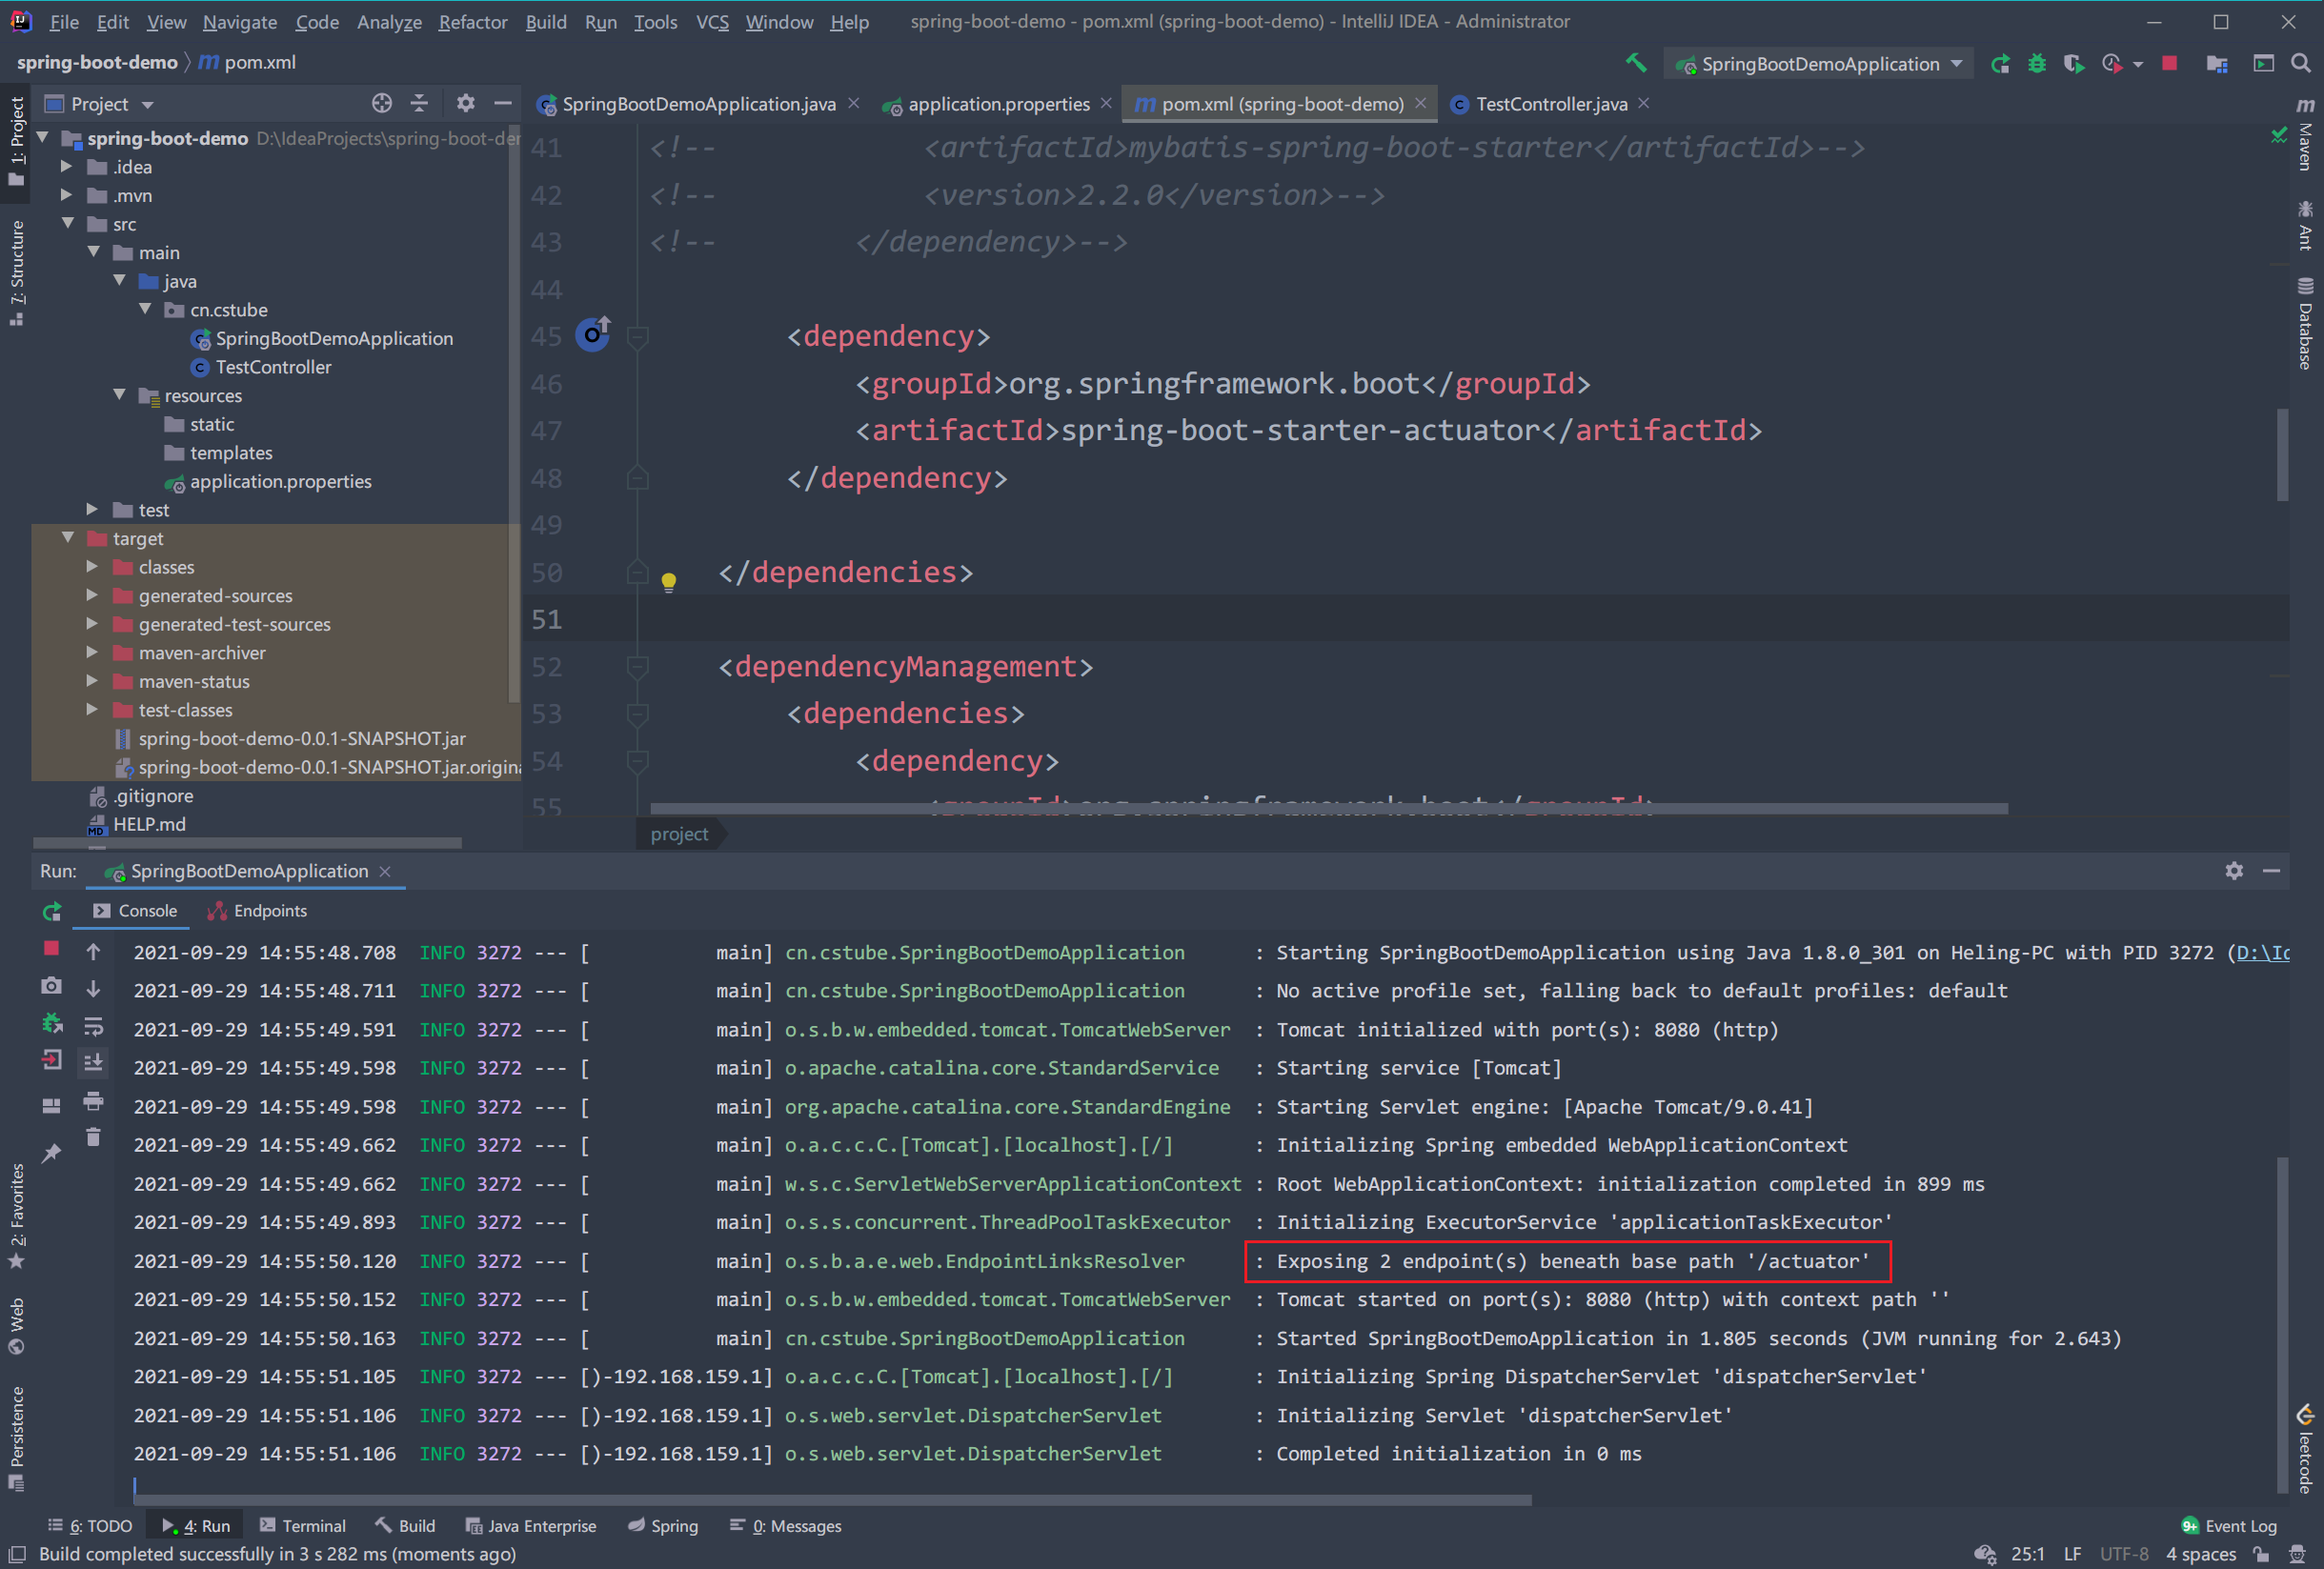 File Edit View Navigate Code Analyze Refactor Build Run Tools VCS Window Help spring-boot-demo - pom.xml (spring-boot-demo) - IntelliJ IDEA - Administrator
spring-boot-demo m pom.xml SpringBootDemoApplication
Project
SpringBootDemoApplication.java application.properties m pom.xml (spring-boot-demo) TestController.java
1: Project
7: Structure
2: Favorites
Web
Persistence
spring-boot-demo D:\IdeaProjects\spring-boot-der
.idea
.mvn
src
main
java
cn.cstube
SpringBootDemoApplication
TestController
resources
static
templates
application.properties
test
target
classes
generated-sources
generated-test-sources
maven-archiver
maven-status
test-classes
spring-boot-demo-0.0.1-SNAPSHOT.jar
spring-boot-demo-0.0.1-SNAPSHOT.jar.origina
.gitignore
HELP.md
41 <!-- <artifactId>mybatis-spring-boot-starter</artifactId>-->
42 <!-- <version>2.2.0</version>-->
43 <!-- </dependency>-->
44
45 <dependency>
46 <groupId>org.springframework.boot</groupId>
47 <artifactId>spring-boot-starter-actuator</artifactId>
48 </dependency>
49
50 </dependencies>
51
52 <dependencyManagement>
53 <dependencies>
54 <dependency>
55 <groupId>org.springframework.boot</groupId>
project
m Maven
Ant
Database
leetcode
Run: SpringBootDemoApplication
Console Endpoints
2021-09-29 14:55:48.708 INFO 3272 --- [ main] cn.cstube.SpringBootDemoApplication : Starting SpringBootDemoApplication using Java 1.8.0_301 on Heling-PC with PID 3272 (D:\Id
2021-09-29 14:55:48.711 INFO 3272 --- [ main] cn.cstube.SpringBootDemoApplication : No active profile set, falling back to default profiles: default
2021-09-29 14:55:49.591 INFO 3272 --- [ main] o.s.b.w.embedded.tomcat.TomcatWebServer : Tomcat initialized with port(s): 8080 (http)
2021-09-29 14:55:49.598 INFO 3272 --- [ main] o.apache.catalina.core.StandardService : Starting service [Tomcat]
2021-09-29 14:55:49.598 INFO 3272 --- [ main] org.apache.catalina.core.StandardEngine : Starting Servlet engine: [Apache Tomcat/9.0.41]
2021-09-29 14:55:49.662 INFO 3272 --- [ main] o.a.c.c.C.[Tomcat].[localhost].[/] : Initializing Spring embedded WebApplicationContext
2021-09-29 14:55:49.662 INFO 3272 --- [ main] w.s.c.ServletWebServerApplicationContext : Root WebApplicationContext: initialization completed in 899 ms
2021-09-29 14:55:49.893 INFO 3272 --- [ main] o.s.s.concurrent.ThreadPoolTaskExecutor : Initializing ExecutorService 'applicationTaskExecutor'
2021-09-29 14:55:50.120 INFO 3272 --- [ main] o.s.b.a.e.web.EndpointLinksResolver : Exposing 2 endpoint(s) beneath base path '/actuator'
2021-09-29 14:55:50.152 INFO 3272 --- [ main] o.s.b.w.embedded.tomcat.TomcatWebServer : Tomcat started on port(s): 8080 (http) with context path ''
2021-09-29 14:55:50.163 INFO 3272 --- [ main] cn.cstube.SpringBootDemoApplication : Started SpringBootDemoApplication in 1.805 seconds (JVM running for 2.643)
2021-09-29 14:55:51.105 INFO 3272 --- [)-192.168.159.1] o.a.c.c.C.[Tomcat].[localhost].[/] : Initializing Spring DispatcherServlet 'dispatcherServlet'
2021-09-29 14:55:51.106 INFO 3272 --- [)-192.168.159.1] o.s.web.servlet.DispatcherServlet : Initializing Servlet 'dispatcherServlet'
2021-09-29 14:55:51.106 INFO 3272 --- [)-192.168.159.1] o.s.web.servlet.DispatcherServlet : Completed initialization in 0 ms
6: TODO 4: Run Terminal Build Java Enterprise Spring 0: Messages 9+ Event Log
Build completed successfully in 3 s 282 ms (moments ago) 25:1 LF UTF-8 4 spaces